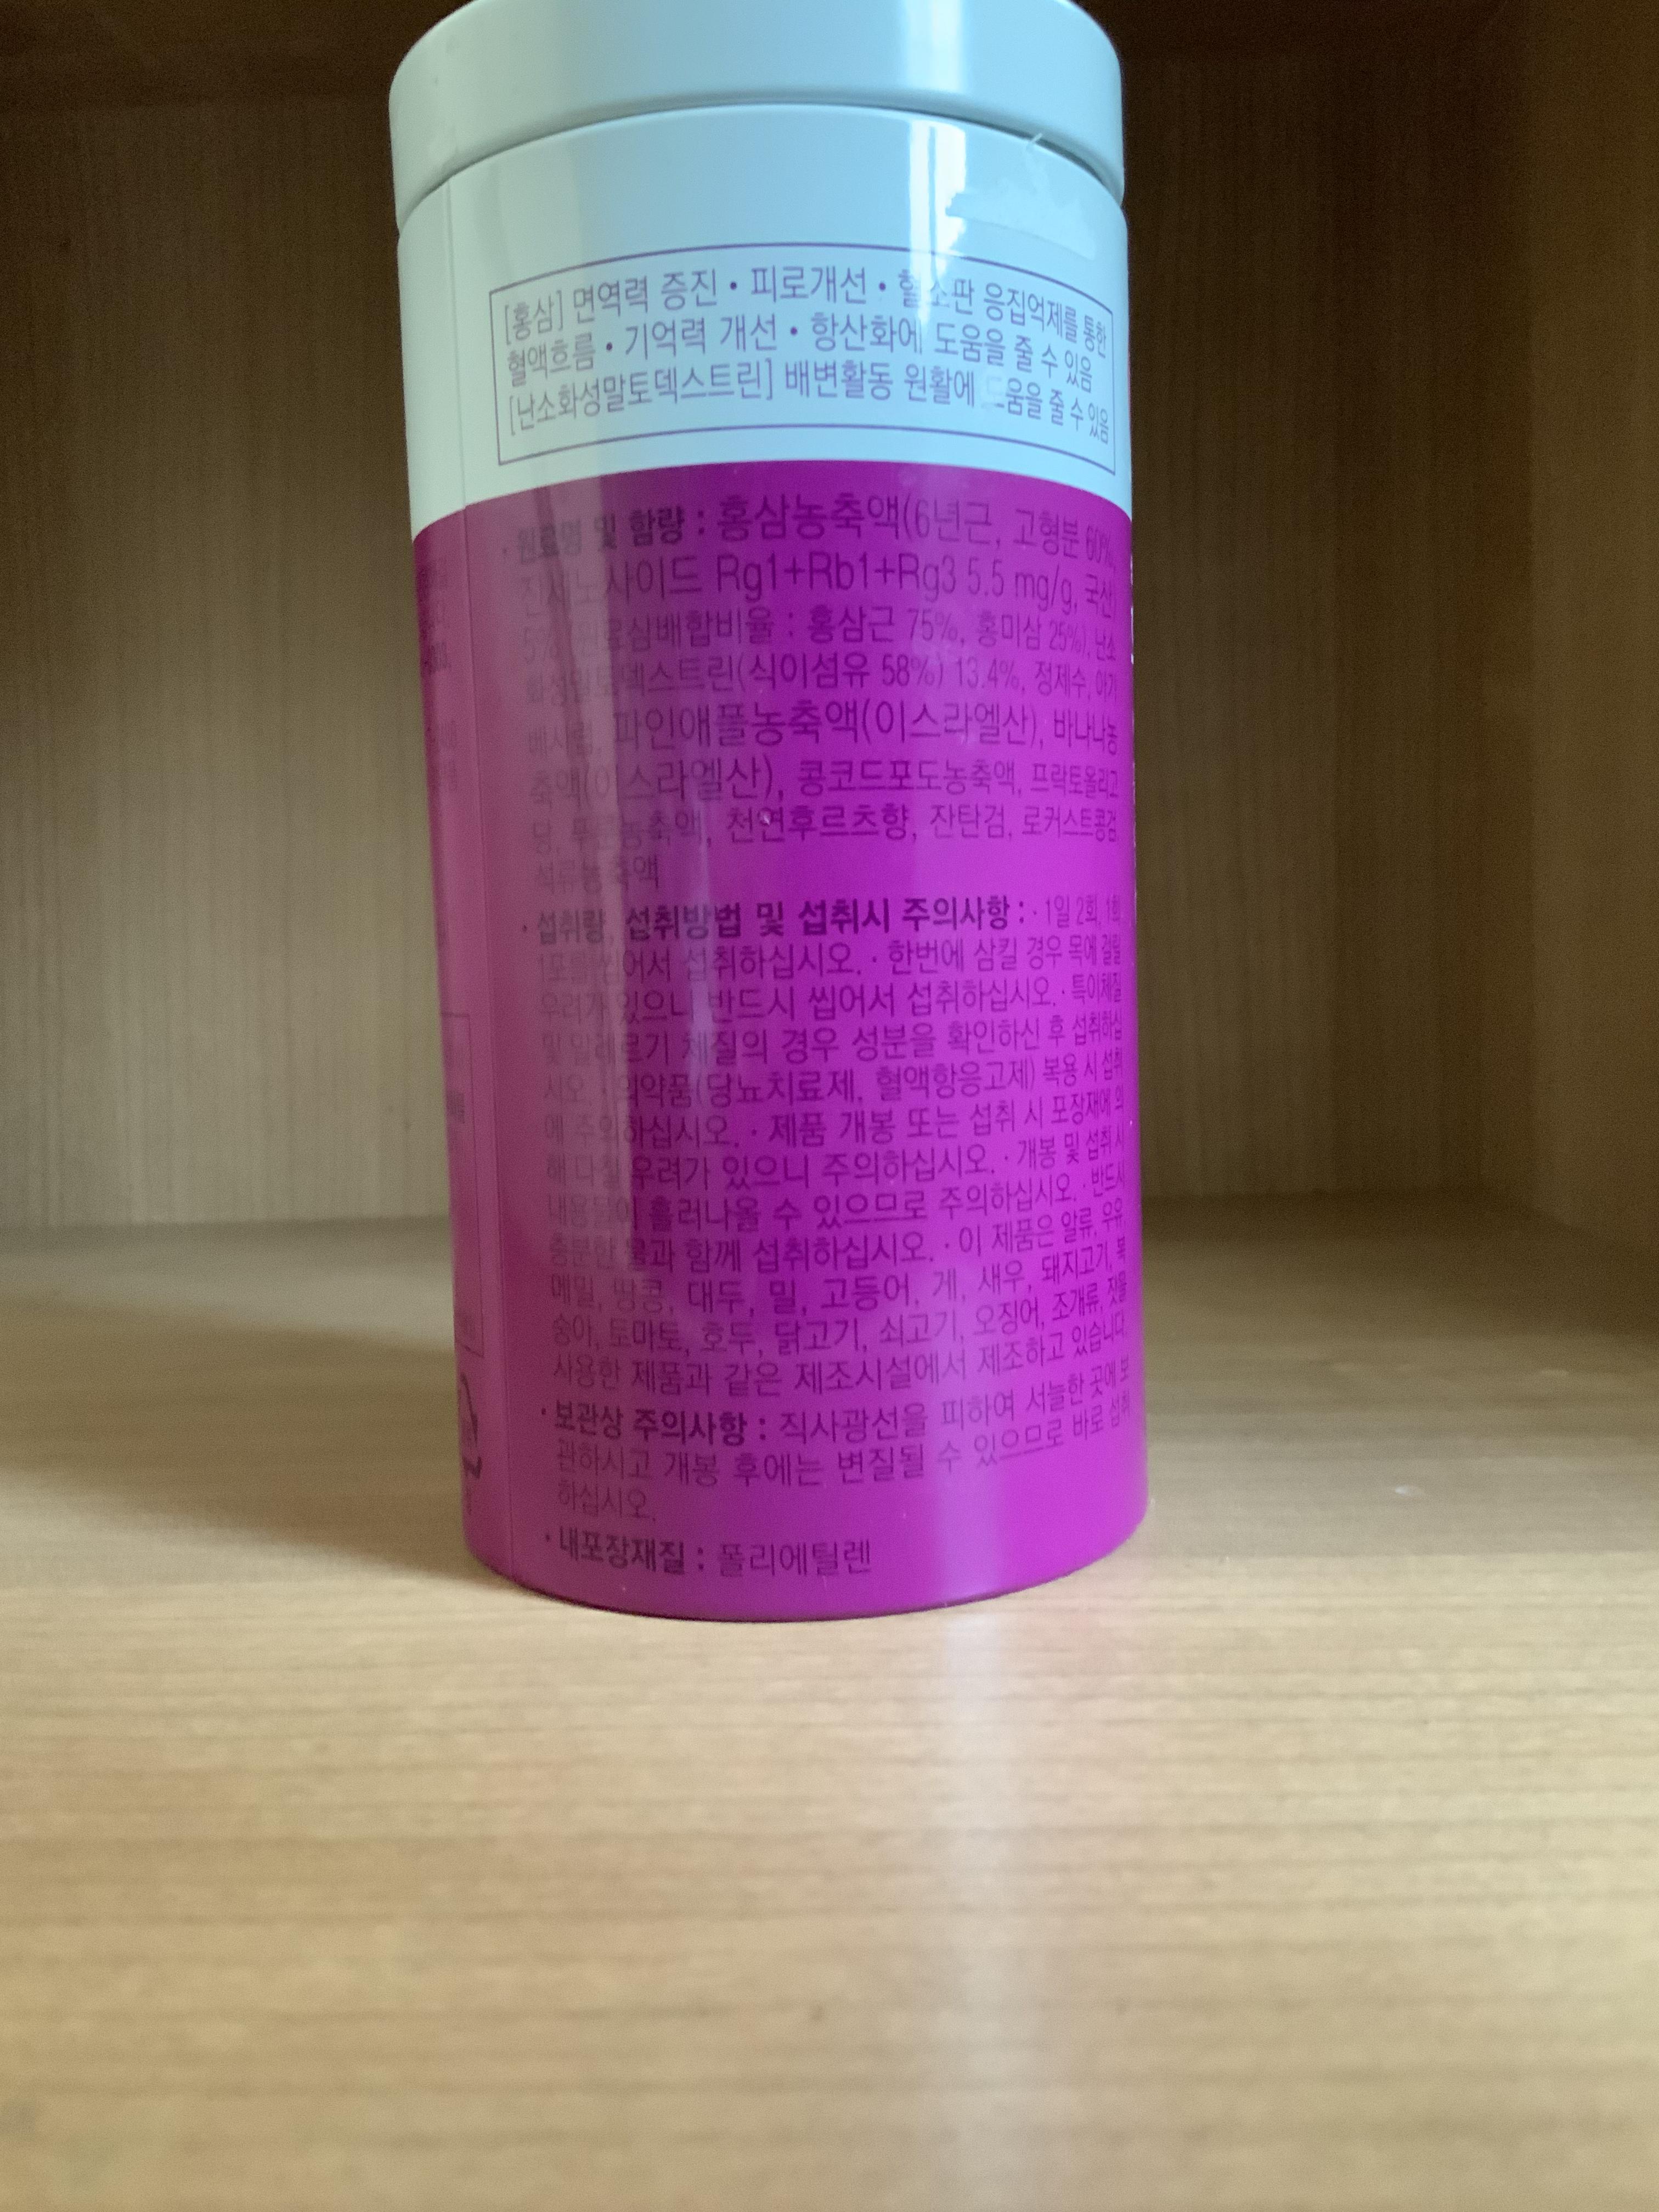 [홍삼] 면역력 증진 • 피로개선 • 혈소판 응집억제를 통한
혈액흐름 • 기억력 개선 • 항산화에 도움을 줄 수 있음
[난소화성말토덱스트린] 배변활동 원활에 도움을 줄 수 있음
· 원료명 및 함량 : 홍삼농축액(6년근, 고형분 60%,
진세노사이드 Rg1+Rb1+Rg3 5.5 mg/g, 국산)
5% (원료삼배합비율 : 홍삼근 75%, 홍미삼 25%), 난소
화성말토덱스트린(식이섬유 58%) 13.4%, 정제수, 아가
베시럽, 파인애플농축액(이스라엘산), 바나나농
축액(이스라엘산), 콩코드포도농축액, 프락토올리고
당, 푸룬농축액, 천연후르츠향, 잔탄검, 로커스트콩검
석류농축액
· 섭취량, 섭취방법 및 섭취시 주의사항 : · 1일 2회, 1회
1포를 씹어서 섭취하십시오. · 한번에 삼킬 경우 목에 걸릴
우려가 있으니 반드시 씹어서 섭취하십시오. · 특이체질
및 알레르기 체질의 경우 성분을 확인하신 후 섭취하십
시오. · 의약품(당뇨치료제, 혈액항응고제) 복용 시 섭취
에 주의하십시오. · 제품 개봉 또는 섭취 시 포장재에 의
해 다칠 우려가 있으니 주의하십시오. · 개봉 및 섭취 시
내용물이 흘러나올 수 있으므로 주의하십시오. · 반드시
충분한 물과 함께 섭취하십시오. · 이 제품은 알류, 우유,
메밀, 땅콩, 대두, 밀, 고등어, 게, 새우, 돼지고기, 복
숭아, 토마토, 호두, 닭고기, 쇠고기, 오징어, 조개류, 잣을
사용한 제품과 같은 제조시설에서 제조하고 있습니다.
· 보관상 주의사항 : 직사광선을 피하여 서늘한 곳에 보
관하시고 개봉 후에는 변질될 수 있으므로 바로 섭취
하십시오.
· 내포장재질 : 폴리에틸렌